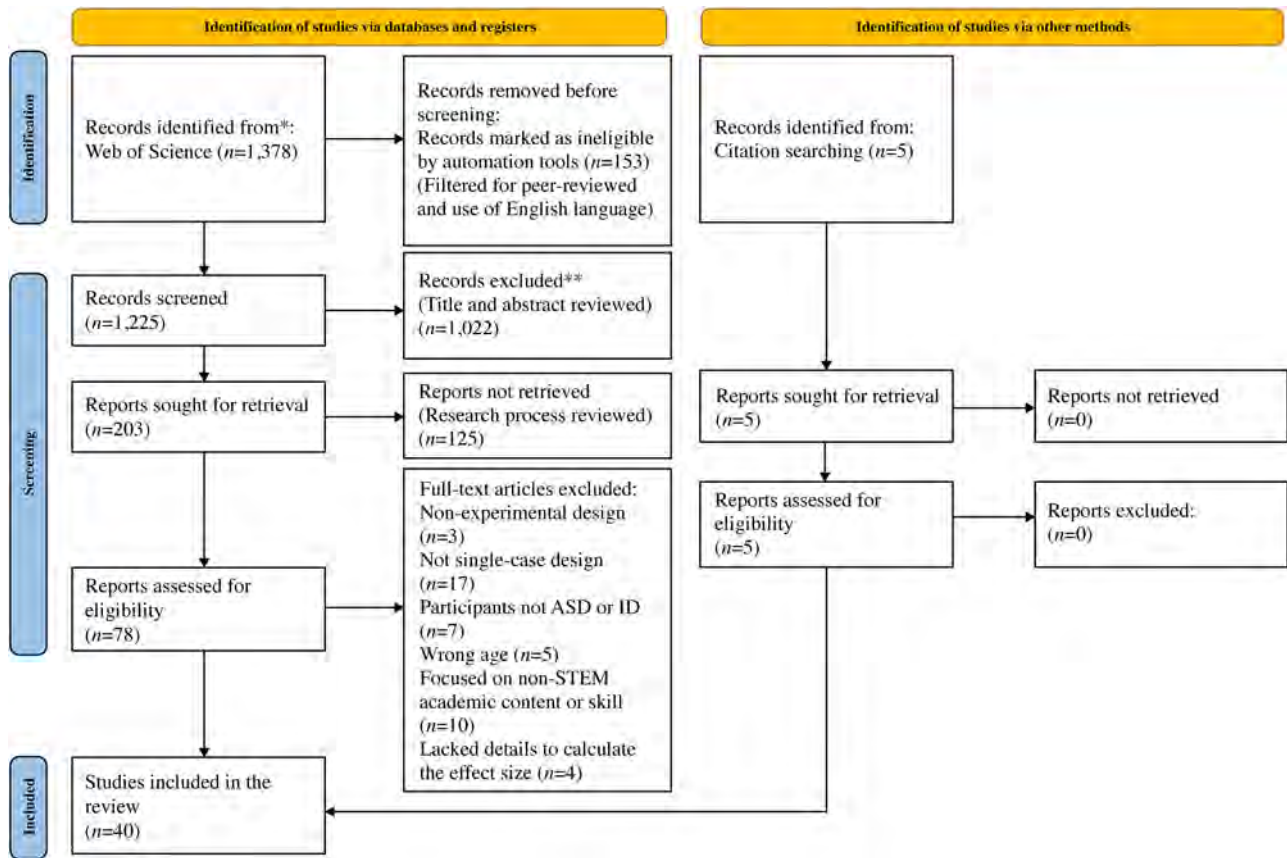 Identification of studies via databases and registers
Identification of studies via other methods
Identification
Records identified from*:
Web of Science (n=1,378)
Records removed before
screening:
Records marked as ineligible
by automation tools (n=153)
(Filtered for peer-reviewed
and use of English language)
Records identified from:
Citation searching (n=5)
Screening
Records screened
(n=1,225)
Records excluded**
(Title and abstract reviewed)
(n=1,022)
Reports sought for retrieval
(n=203)
Reports not retrieved
(Research process reviewed)
(n=125)
Reports sought for retrieval
(n=5)
Reports not retrieved
(n=0)
Reports assessed for
eligibility
(n=78)
Full-text articles excluded:
Non-experimental design
(n=3)
Not single-case design
(n=17)
Participants not ASD or ID
(n=7)
Wrong age (n=5)
Focused on non-STEM
academic content or skill
(n=10)
Lacked details to calculate
the effect size (n=4)
Reports assessed for
eligibility
(n=5)
Reports excluded:
(n=0)
Included
Studies included in the
review
(n=40)